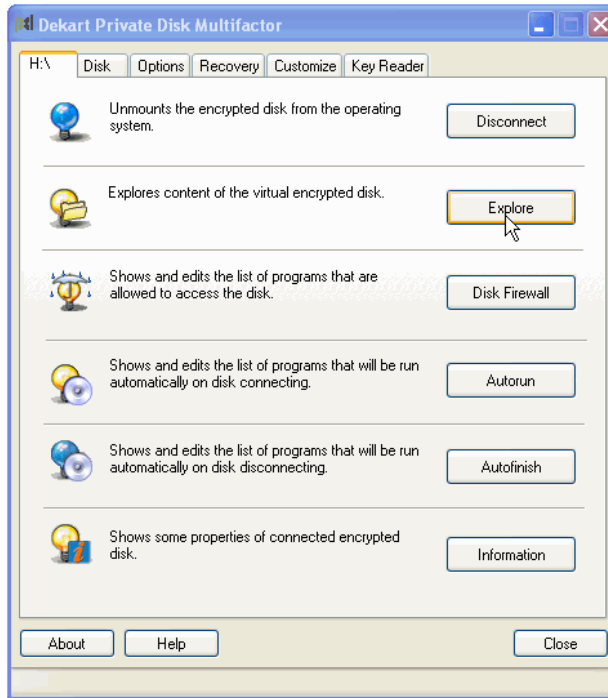 Dekart Private Disk Multifactor
H:\ Disk Options Recovery Customize Key Reader
Unmounts the encrypted disk from the operating
system.
Disconnect
Explores content of the virtual encrypted disk.
Explore
Shows and edits the list of programs that are
allowed to access the disk.
Disk Firewall
Shows and edits the list of programs that will be run
automatically on disk connecting.
Autorun
Shows and edits the list of programs that will be run
automatically on disk disconnecting.
Autofinish
Shows some properties of connected encrypted
disk.
Information
About Help Close